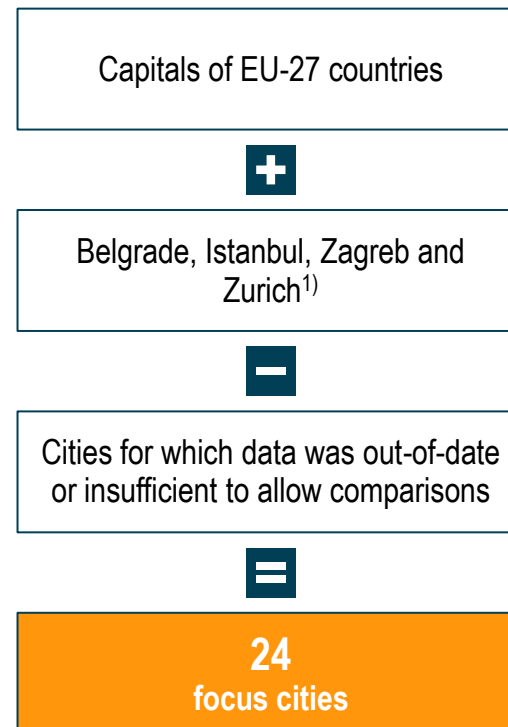 Capitals of EU-27 countries
+
Belgrade, Istanbul, Zagreb and
Zurich1)
−
Cities for which data was out-of-date
or insufficient to allow comparisons
=
24
focus cities